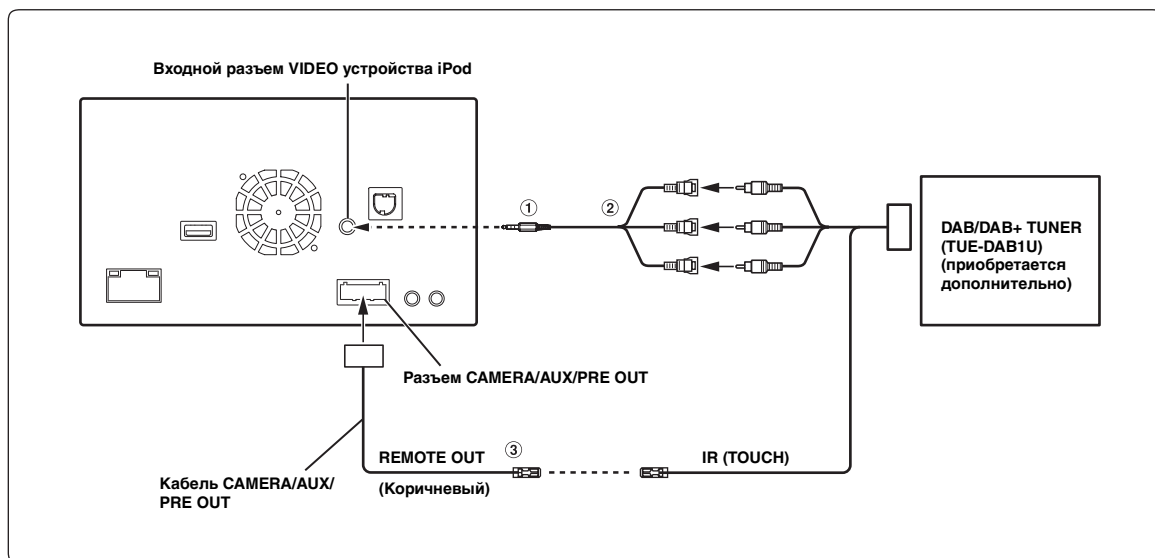 Входной разъем VIDEO устройства iPod
①
②
DAB/DAB+ TUNER
(TUE-DAB1U)
(приобретается
дополнительно)
Разъем CAMERA/AUX/PRE OUT
REMOTE OUT
③
IR (TOUCH)
(Коричневый)
Кабель CAMERA/AUX/
PRE OUT